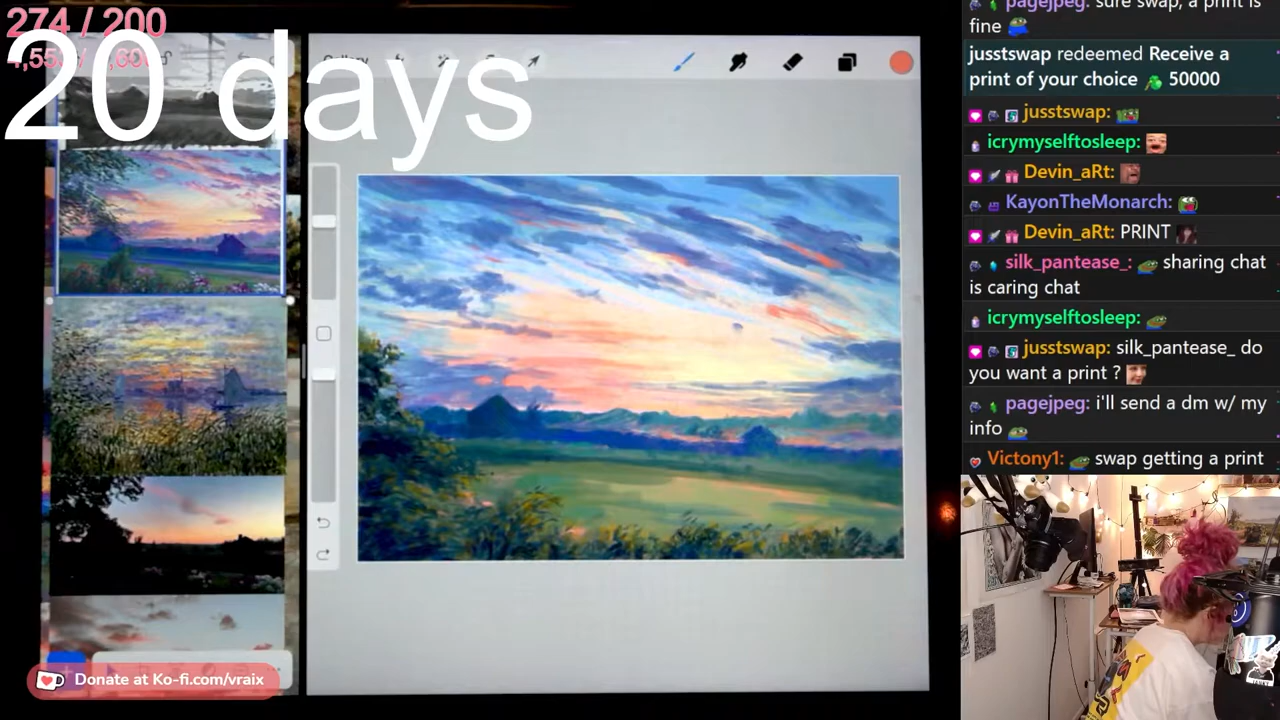 274 / 200
20 days
Donate at Ko-fi.com/vraix
pagejpeg: sure swap, a print is
fine
jusstswap redeemed Receive a
print of your choice 50000
jusstswap:
icrymyselftosleep:
Devin_aRt:
KayonTheMonarch:
Devin_aRt: PRINT
silk_pantease_: sharing chat
is caring chat
icrymyselftosleep:
jusstswap: silk_pantease_ do
you want a print ?
pagejpeg: i'll send a dm w/ my
info
Victony1: swap getting a print